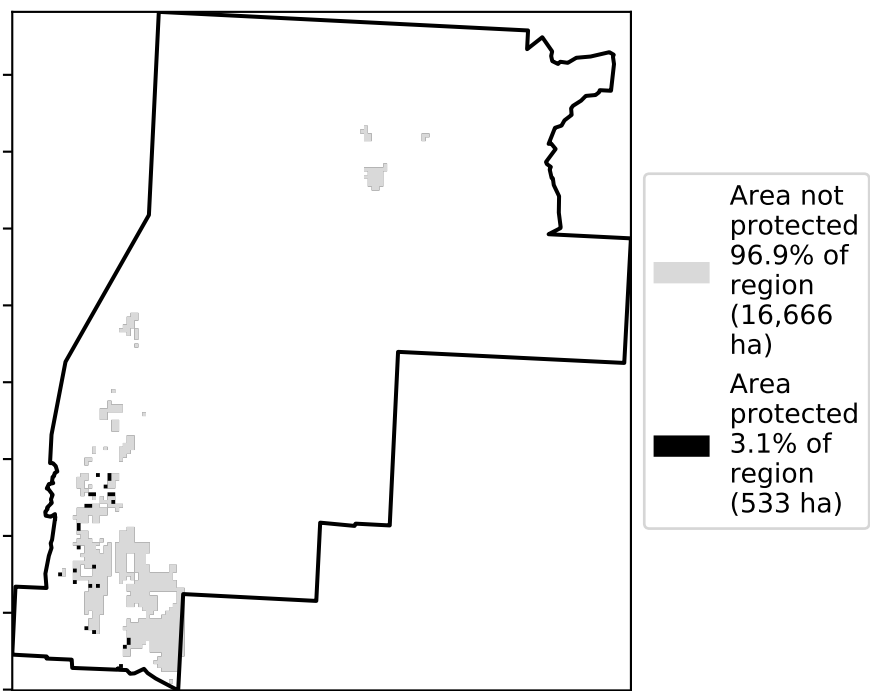 Area not
protected
96.9% of
region
(16,666
ha)
Area
protected
3.1% of
region
(533 ha)